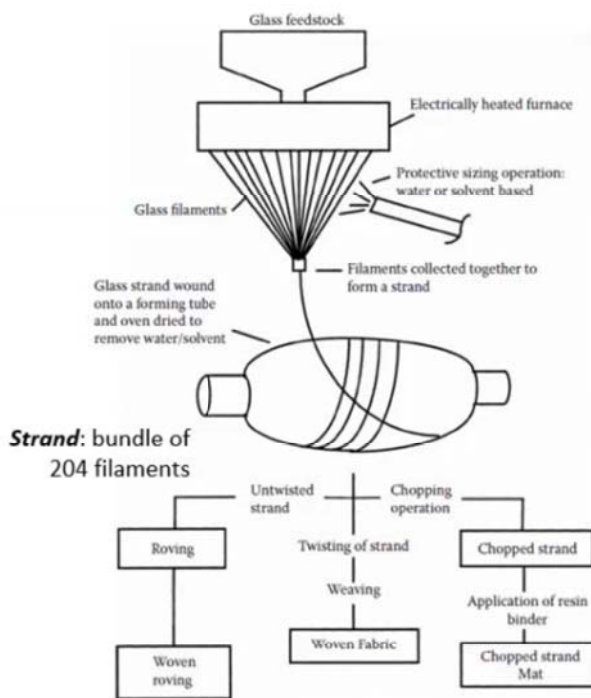 Glass feedstock
Electrically heated furnace
Protective sizing operation:
water or solvent based
Glass filaments
Filaments collected together to
form a strand
Glass strand wound
onto a forming tube
and oven dried to
remove water/solvent
Strand: bundle of
204 filaments
Untwisted
strand
Chopping
operation
Roving
Twisting of strand
Chopped strand
Weaving
Application of resin
binder
Woven
roving
Woven Fabric
Chopped strand
Mat